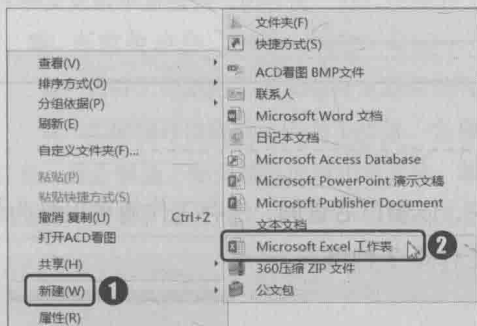 查看(V)
排序方式(O)
分组依据(P)
刷新(E)
自定义文件夹(F)...
粘贴(P)
粘贴快捷方式(S)
撤消 复制(U) Ctrl+Z
打开ACD看图
共享(H)
新建(W) 1
属性(R)
文件夹(F)
快捷方式(S)
ACD看图 BMP文件
联系人
Microsoft Word 文档
日记本文档
Microsoft Access Database
Microsoft PowerPoint 演示文稿
Microsoft Publisher Document
文本文档
Microsoft Excel 工作表 2
360压缩 ZIP 文件
公文包